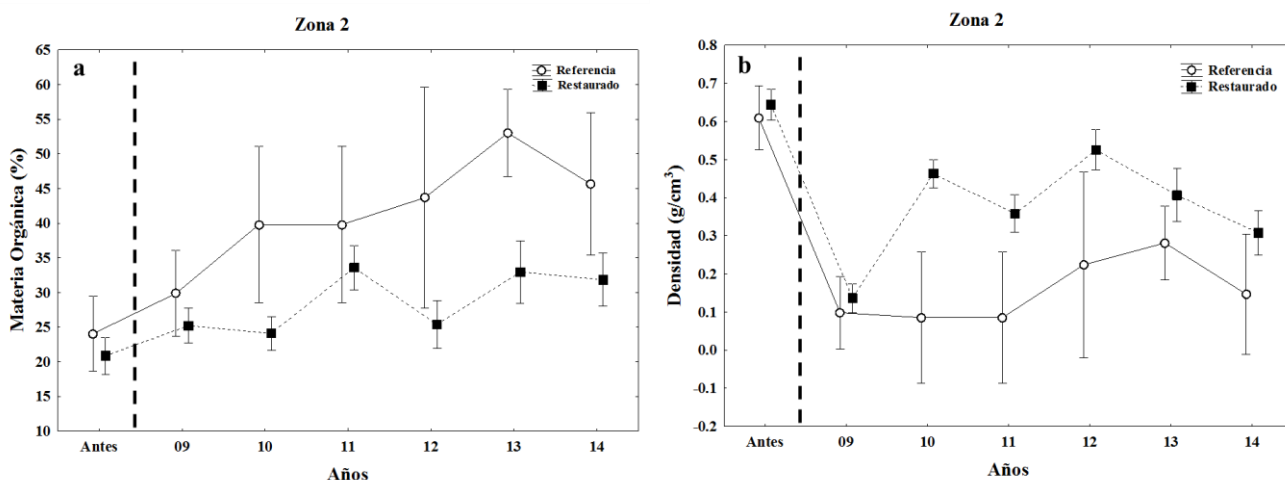 Zona 2
a
Referencia
Restaurado
Materia Orgánica (%)
65
60
55
50
45
40
35
30
25
20
15
10
Antes 09 10 11 12 13 14
Años
Zona 2
b
Referencia
Restaurado
Densidad (g/cm³)
0.8
0.7
0.6
0.5
0.4
0.3
0.2
0.1
0.0
-0.1
-0.2
Antes 09 10 11 12 13 14
Años